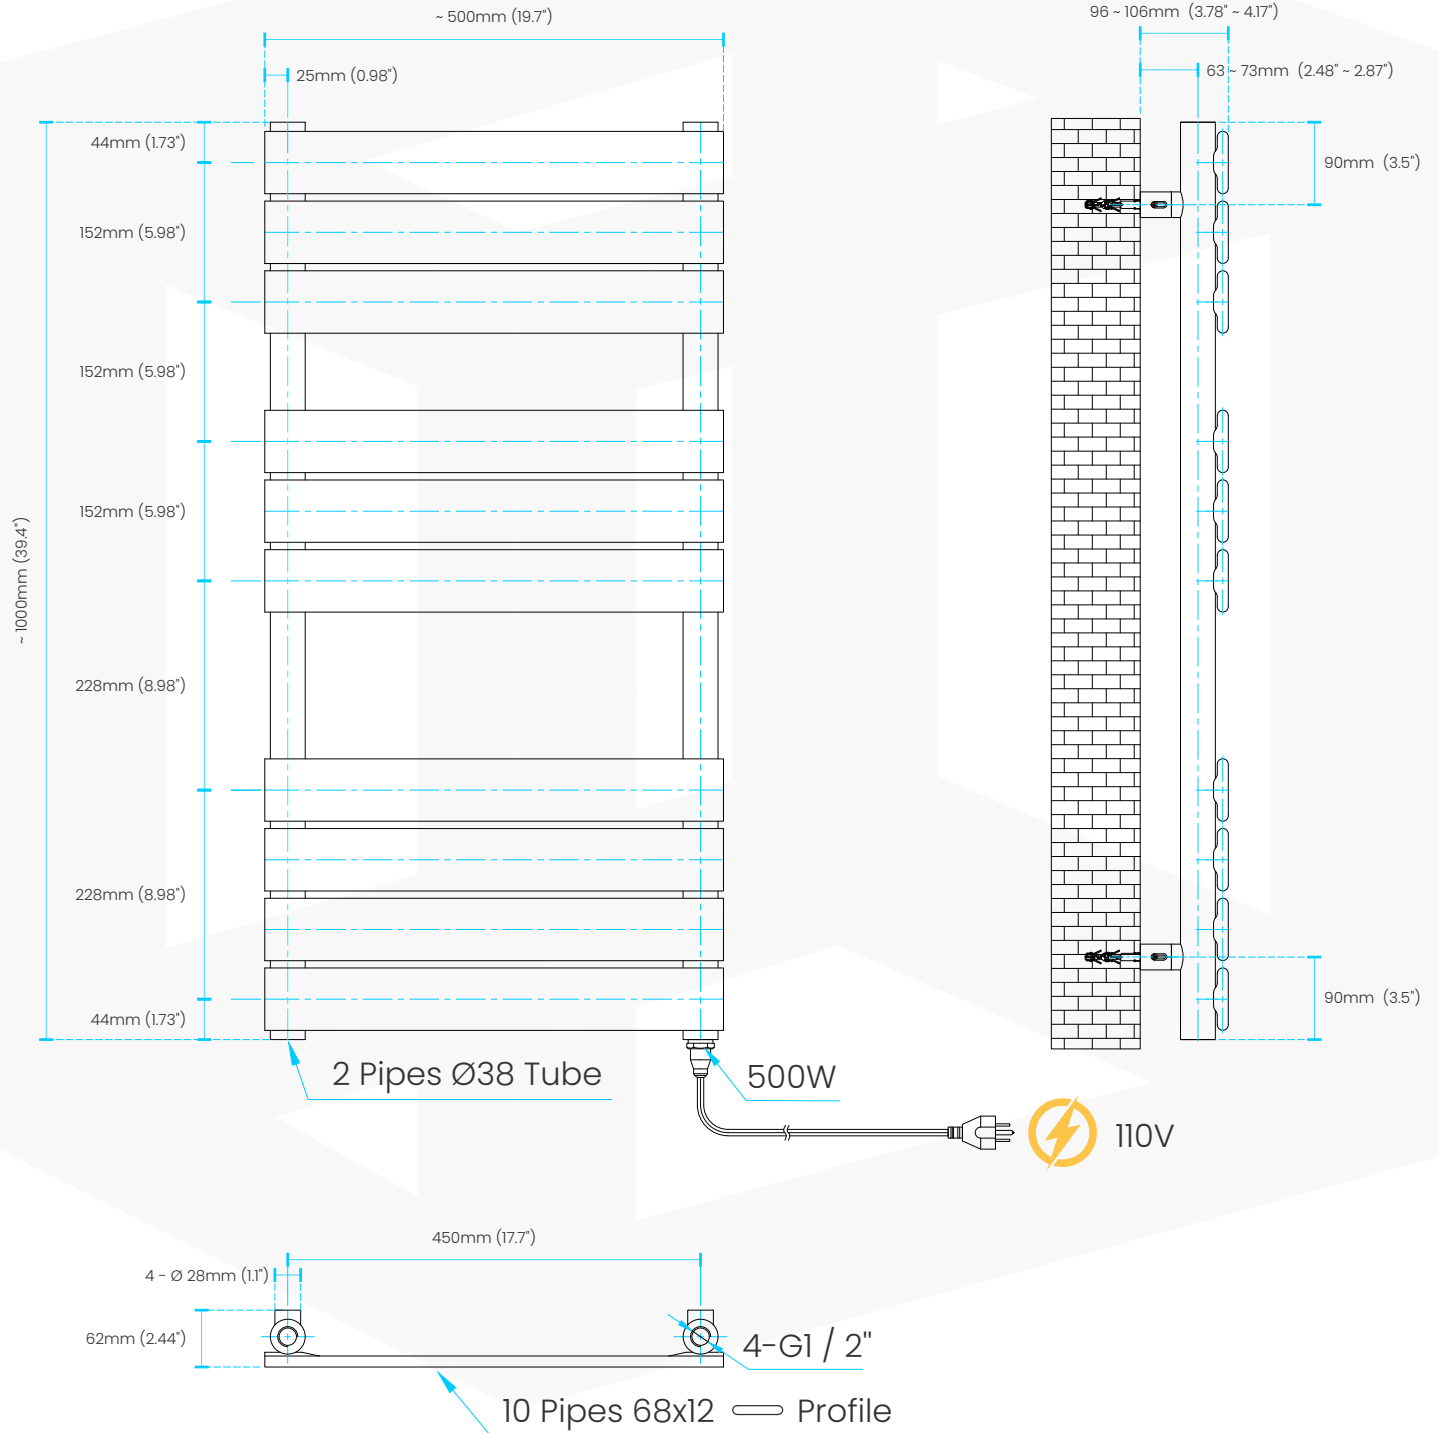 ~ 500mm (19.7")
96 ~ 106mm (3.78" ~ 4.17")
25mm (0.98")
63 ~ 73mm (2.48" ~ 2.87")
44mm (1.73")
90mm (3.5")
152mm (5.98")
152mm (5.98")
152mm (5.98")
~ 1000mm (39.4")
228mm (8.98")
228mm (8.98")
44mm (1.73")
90mm (3.5")
2 Pipes Ø38 Tube
500W
110V
450mm (17.7")
4 - Ø 28mm (1.1")
62mm (2.44")
4-G1 / 2"
10 Pipes 68x12 Profile